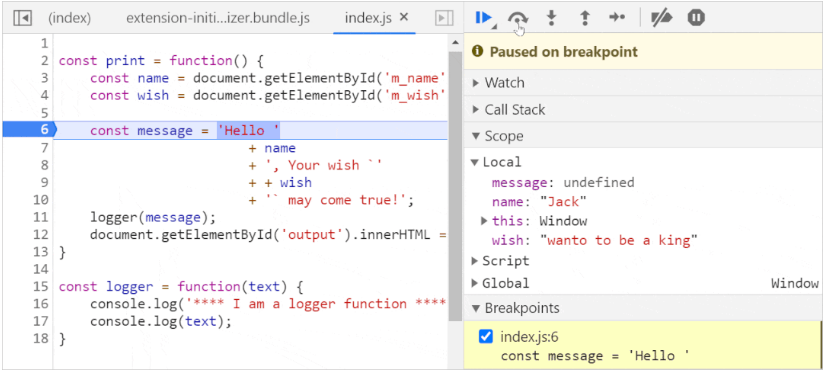 (index)
extension-initi...izer.bundle.js
index.js ×
1
2 const print = function() {
3 const name = document.getElementById('m_name'
4 const wish = document.getElementById('m_wish'
5
6 const message = 'Hello '
7 + name
8 + ', Your wish `'
9 + + wish
10 + '` may come true!';
11 logger(message);
12 document.getElementById('output').innerHTML =
13 }
14
15 const logger = function(text) {
16 console.log('**** I am a logger function ****
17 console.log(text);
18 }
Paused on breakpoint
Watch
Call Stack
Scope
Local
message: undefined
name: "Jack"
this: Window
wish: "wanto to be a king"
Script
Global Window
Breakpoints
index.js:6
const message = 'Hello '